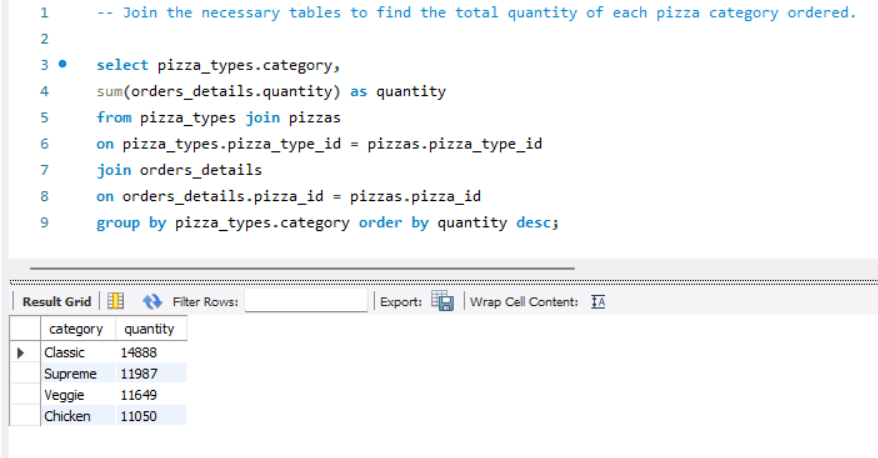 1 -- Join the necessary tables to find the total quantity of each pizza category ordered.
2
3 select pizza_types.category,
4 sum(orders_details.quantity) as quantity
5 from pizza_types join pizzas
6 on pizza_types.pizza_type_id = pizzas.pizza_type_id
7 join orders_details
8 on orders_details.pizza_id = pizzas.pizza_id
9 group by pizza_types.category order by quantity desc;
Result Grid Filter Rows: Export: Wrap Cell Content: IA
category quantity
Classic 14888
Supreme 11987
Veggie 11649
Chicken 11050